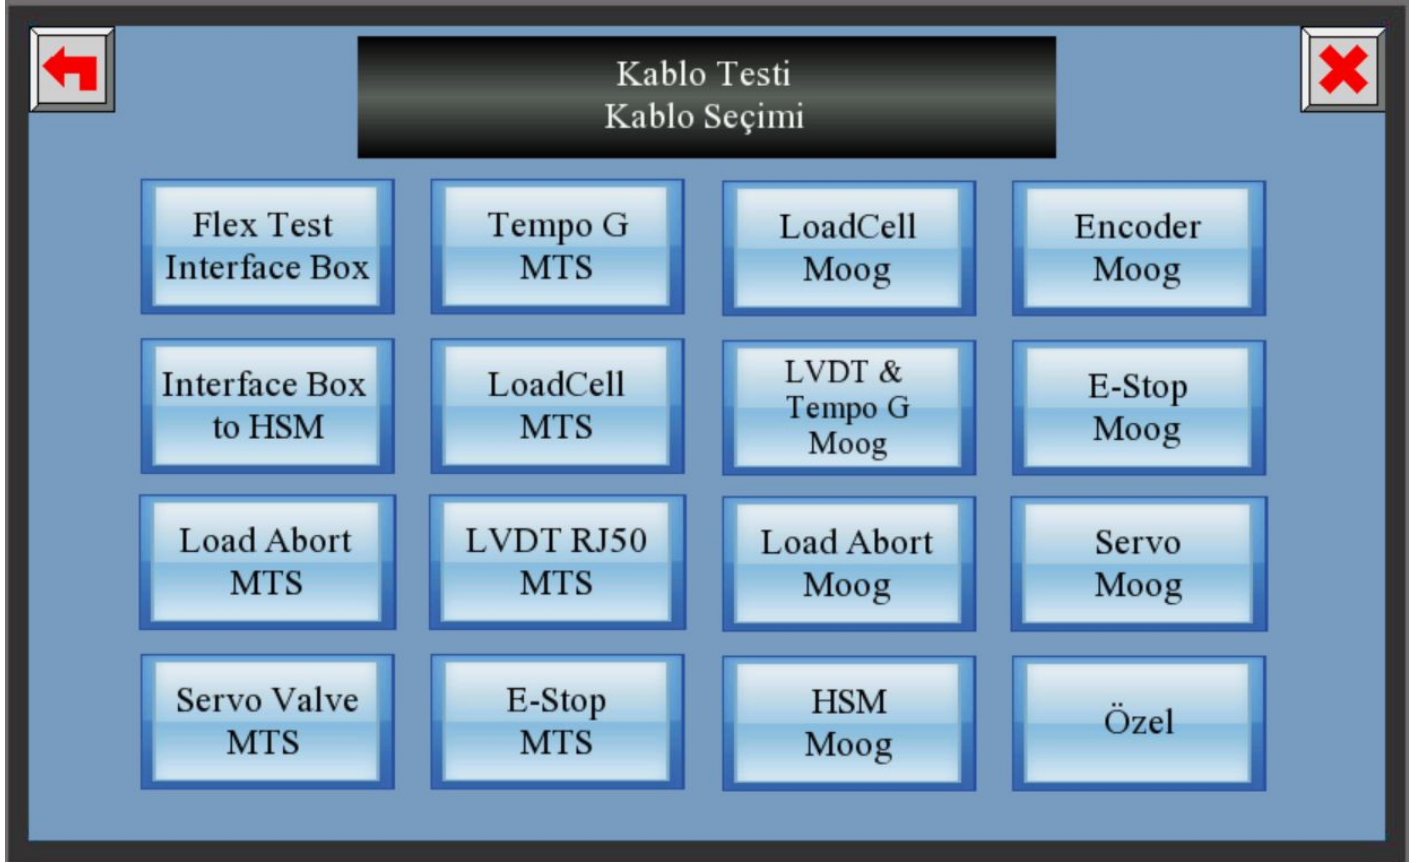 Kablo Testi
Kablo Seçimi
Flex Test
Interface Box
Tempo G
MTS
LoadCell
Moog
Encoder
Moog
Interface Box
to HSM
LoadCell
MTS
LVDT &
Tempo G
Moog
E-Stop
Moog
Load Abort
MTS
LVDT RJ50
MTS
Load Abort
Moog
Servo
Moog
Servo Valve
MTS
E-Stop
MTS
HSM
Moog
Özel